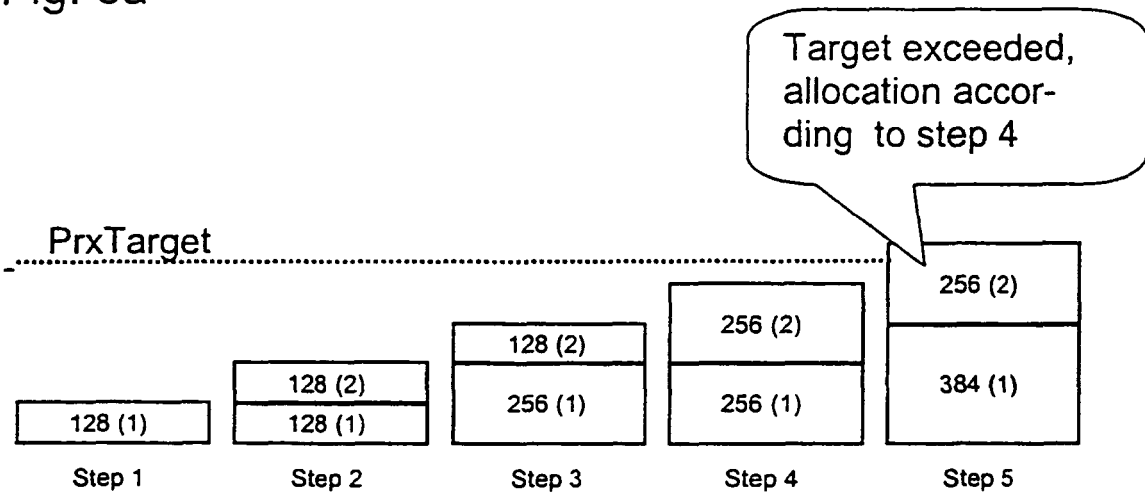 Target exceeded,
allocation accor-
ding to step 4
PrxTarget
256 (2)
256 (2)
128 (2)
384 (1)
128 (2)
256 (1)
256 (1)
128 (1)
128 (1)
Step 1
Step 2
Step 3
Step 4
Step 5